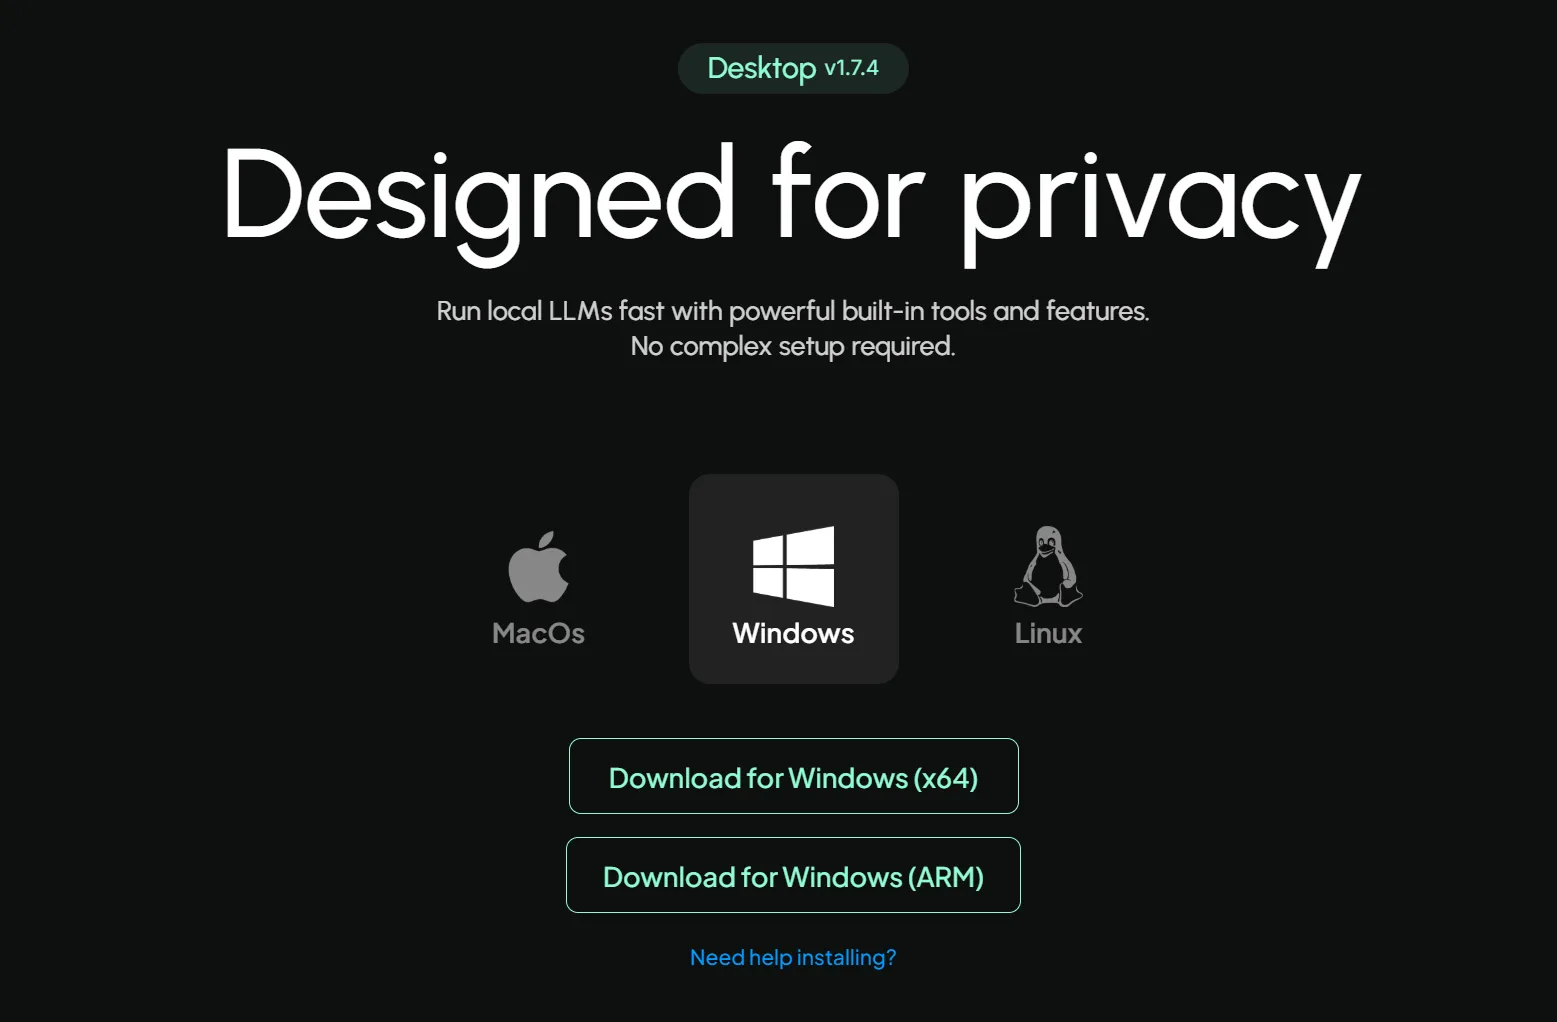 Desktop v1.7.4
Designed for privacy
Run local LLMs fast with powerful built-in tools and features.
No complex setup required.
MacOs
Windows
Linux
Download for Windows (x64)
Download for Windows (ARM)
Need help installing?